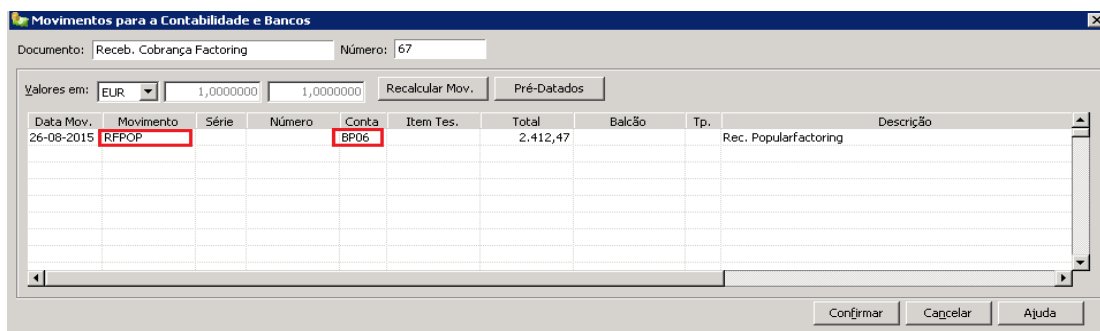 Movimentos para a Contabilidade e Bancos
Documento: Receb. Cobrança Factoring Número: 67
Valores em: EUR 1,0000000 1,0000000 Recalcular Mov. Pré-Datados
Data Mov. Movimento Série Número Conta Item Tes. Total Balcão Tp. Descrição
26-08-2015 RFPOP BP06 2.412,47 Rec. Popularfactoring
Confirmar Cancelar Ajuda